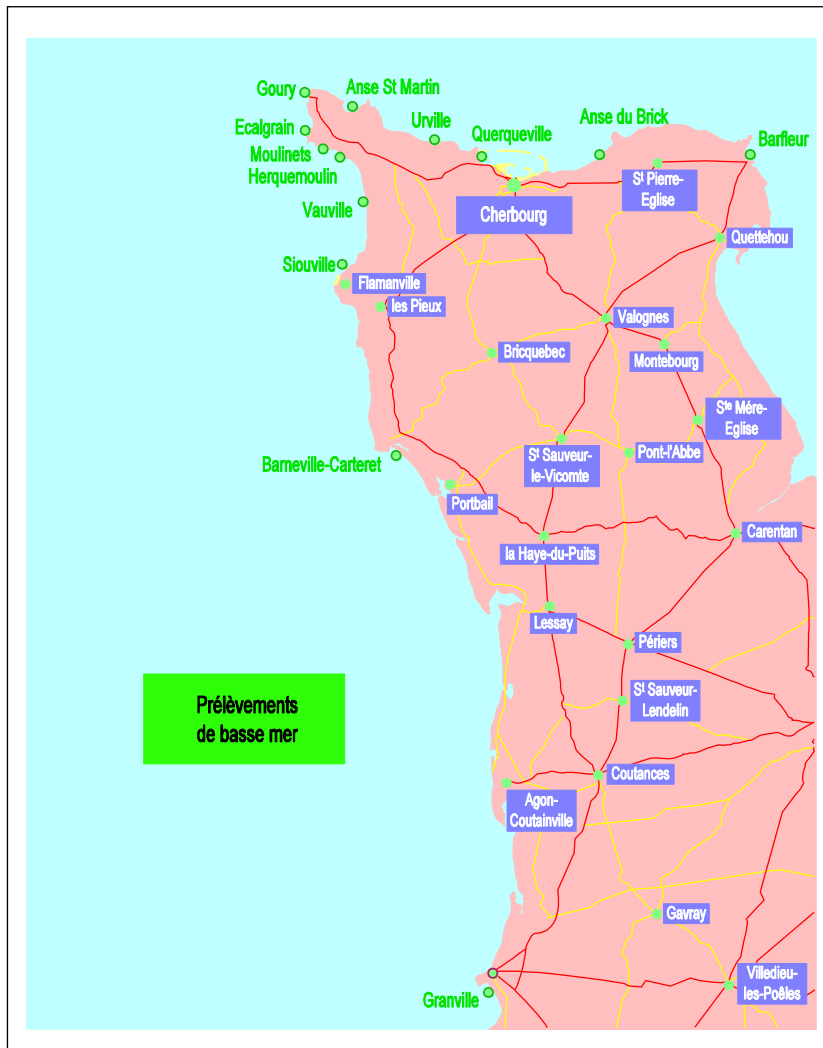 Goury
Anse St Martin
Ecalgrain
Urville
Anse du Brick
Moulinets
Querqueville
Barfleur
Herquemoulin
St Pierre-
Eglise
Vauville
Cherbourg
Quettehou
Siouville
Flamanville
les Pieux
Valognes
Bricquebec
Montebourg
Ste Mére-
Eglise
Barneville-Carteret
St Sauveur-
le-Vicomte
Pont-l'Abbe
Portbail
la Haye-du-Puits
Carentan
Lessay
Périers
St Sauveur-
Lendelin
Prélèvements
de basse mer
Coutances
Agon-
Coutainville
Gavray
Villedieu-
les-Poêles
Granville